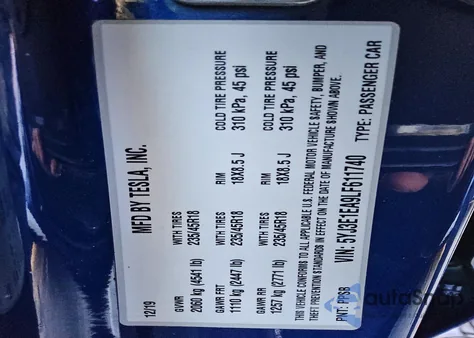 MFD BY TESLA, INC.
12/19
GVWR WITH TIRES RIM COLD TIRE PRESSURE
2060 kg (4541 lb) 235/45R18 18X8.5 J 310 kPa, 45 psi
GAWR FRT WITH TIRES RIM COLD TIRE PRESSURE
1110 kg (2447 lb) 235/45R18 18X8.5 J 310 kPa, 45 psi
GAWR RR
1257 kg (2771 lb) 235/45R18
THIS VEHICLE CONFORMS TO ALL APPLICABLE U.S. FEDERAL MOTOR VEHICLE SAFETY, BUMPER, AND
THEFT PREVENTION STANDARDS IN EFFECT ON THE DATE OF MANUFACTURE SHOWN ABOVE.
VIN: 5YJ3E1EA9LF611740
PNT: PPSB TYPE: PASSENGER CAR
autoSnap